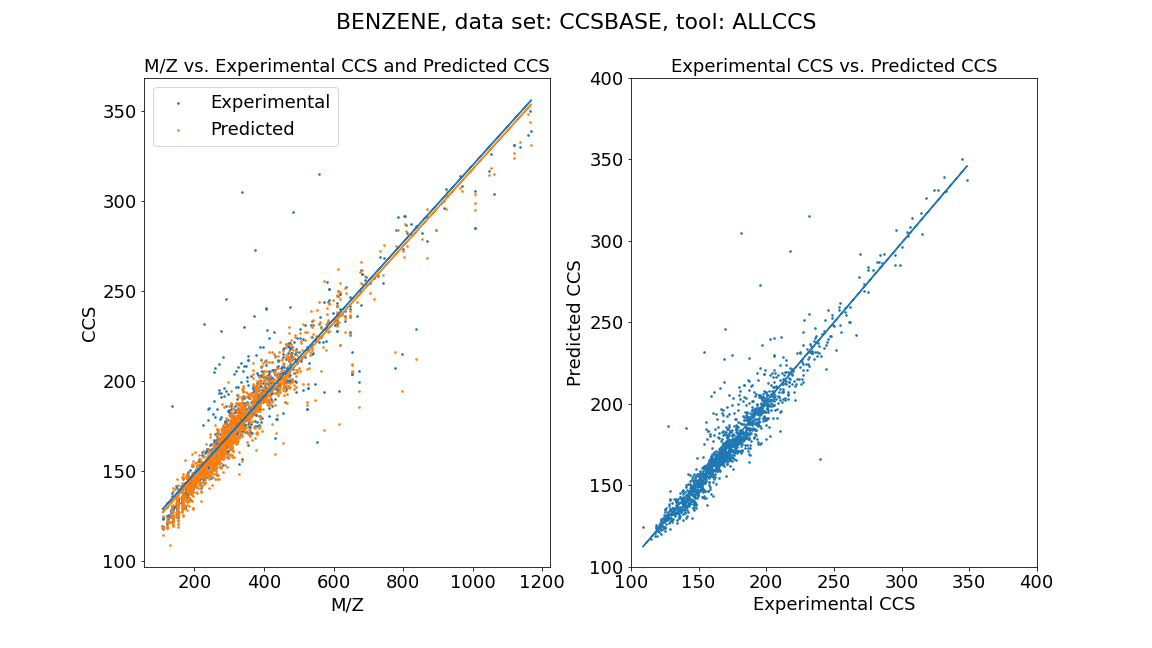 BENZENE, data set: CCSBASE, tool: ALLCCS
M/Z vs. Experimental CCS and Predicted CCS
Experimental
Predicted
350
300
250
200
150
100
CCS
200
400
600
800
1000
1200
M/Z
Experimental CCS vs. Predicted CCS
400
350
300
250
200
150
100
Predicted CCS
100
150
200
250
300
350
400
Experimental CCS